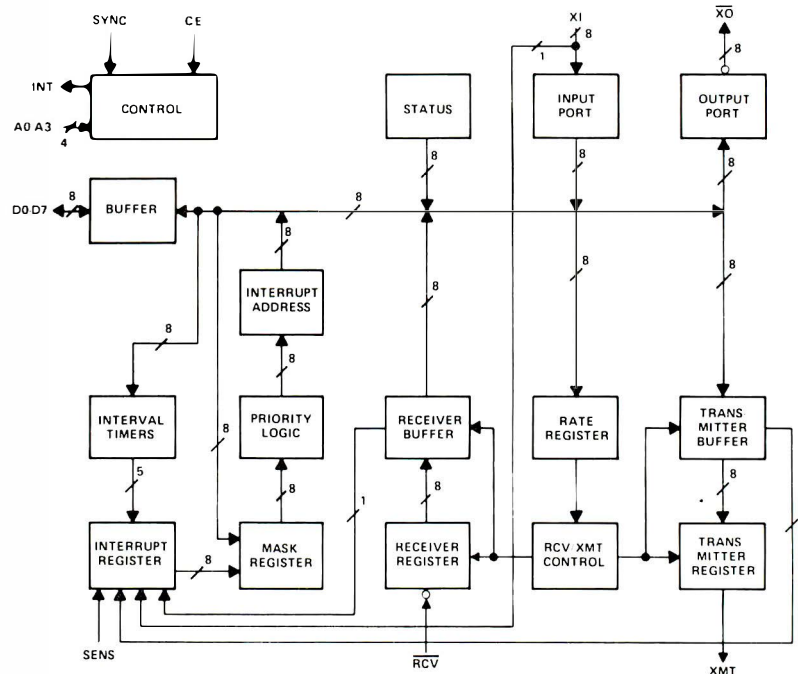 SYNC
CE
XI
XO
8
8
1
INT
CONTROL
STATUS
INPUT
PORT
OUTPUT
PORT
A0 A3
4
8
8
8
D0-D7
8
BUFFER
8
8
8
8
8
INTERRUPT
ADDRESS
8
8
8
INTERVAL
TIMERS
PRIORITY
LOGIC
RECEIVER
BUFFER
RATE
REGISTER
TRANS
MITTER
BUFFER
8
5
8
1
8
8
INTERRUPT
REGISTER
8
MASK
REGISTER
RECEIVER
REGISTER
RCV/XMT
CONTROL
TRANS
MITTER
REGISTER
SENS
RCV
XMT